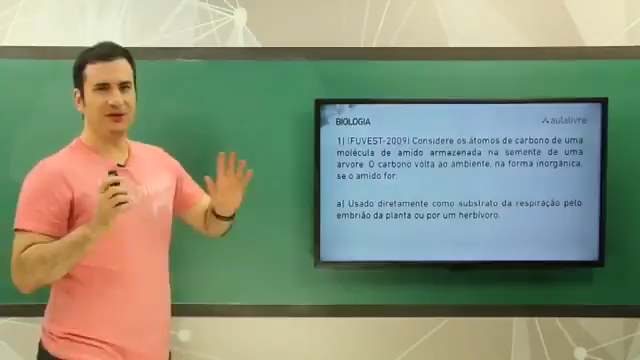 BIOLOGIA
aulalivre
1) (FUVEST-2009) Considere os átomos de carbono de uma
molécula de amido armazenada na semente de uma
arvore. O carbono volta ao ambiente, na forma inorgânica,
se o amido for:
a) Usado diretamente como substrato da respiração pelo
embrião da planta ou por um herbívoro.